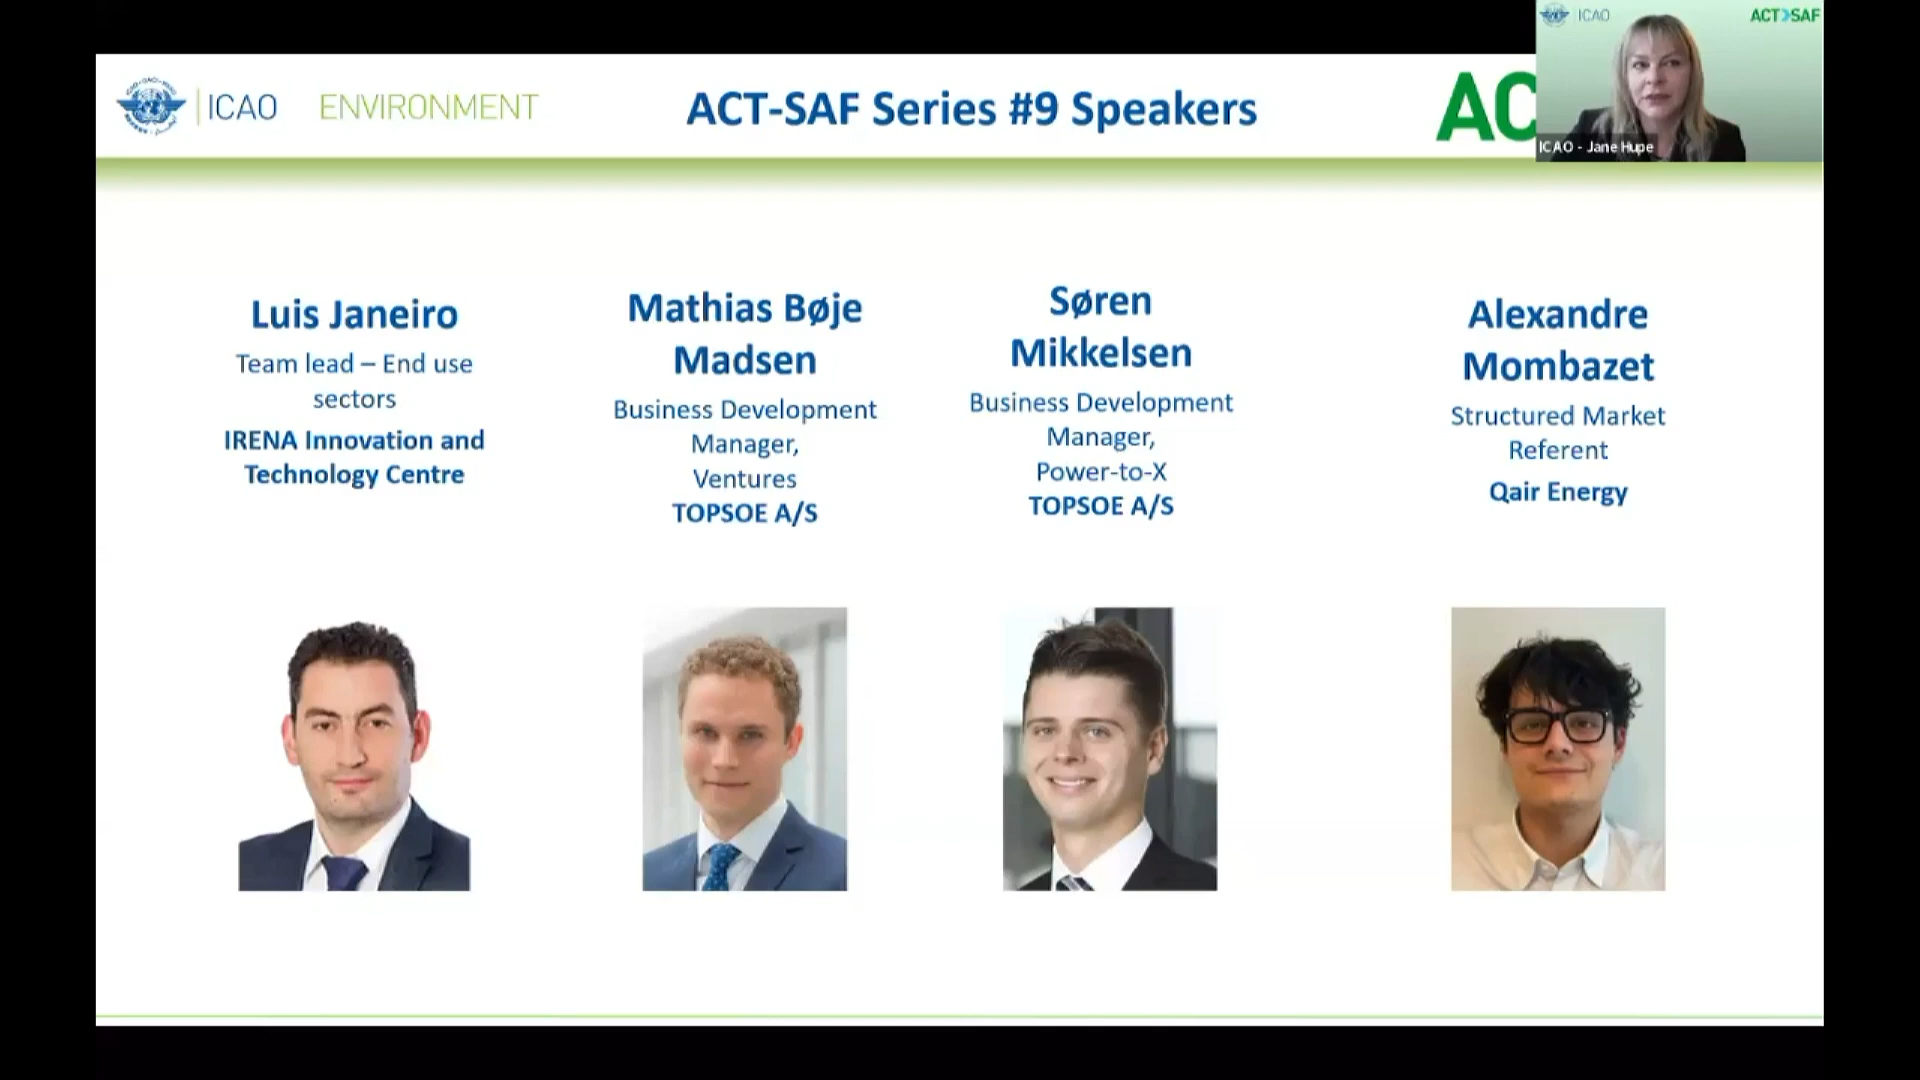 ICAO
ENVIRONMENT
ACT-SAF Series #9 Speakers
AC
ICAO
ACT SAF
ICAO - Jane Hupe
Luis Janeiro
Team lead – End use
sectors
IRENA Innovation and
Technology Centre
Mathias Bøje
Madsen
Business Development
Manager,
Ventures
TOPSOE A/S
Søren
Mikkelsen
Business Development
Manager,
Power-to-X
TOPSOE A/S
Alexandre
Mombazet
Structured Market
Referent
Qair Energy